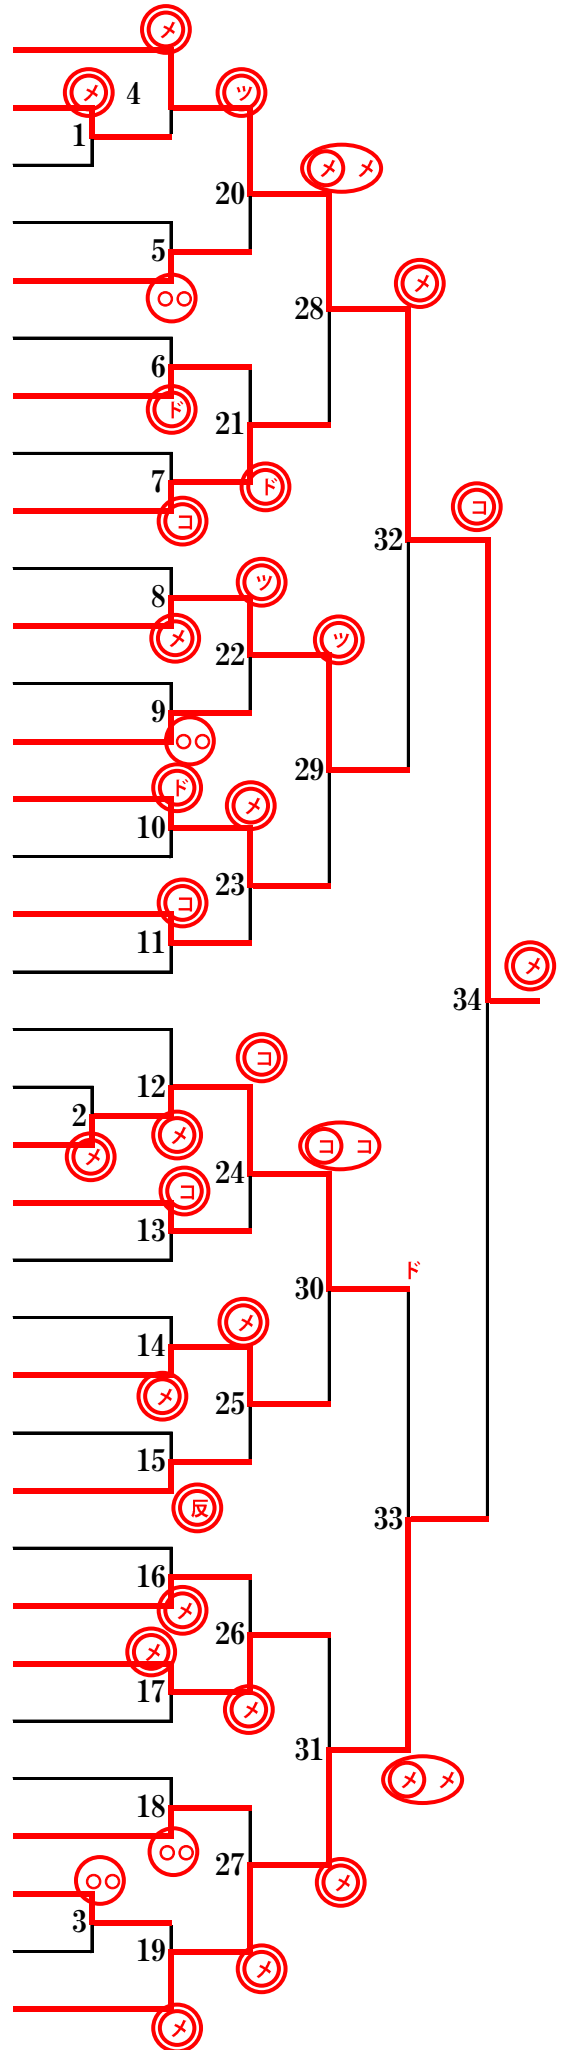 メ
メ 4 ツ
1
メ メ
20
5
○○
メ
28
6
ド
21
7
ド
コ
コ
32
8
ツ
メ
ツ
22
9
○○
29
ド
メ
10
23
コ
11
メ
34
コ
12
2
メ
コ コ
メ
24
コ
13
ド
30
メ
14
メ
25
15
反
33
16
メ
26
メ
17
メ
31
メ メ
18
○○
27
○○
メ
3
19
メ
メ